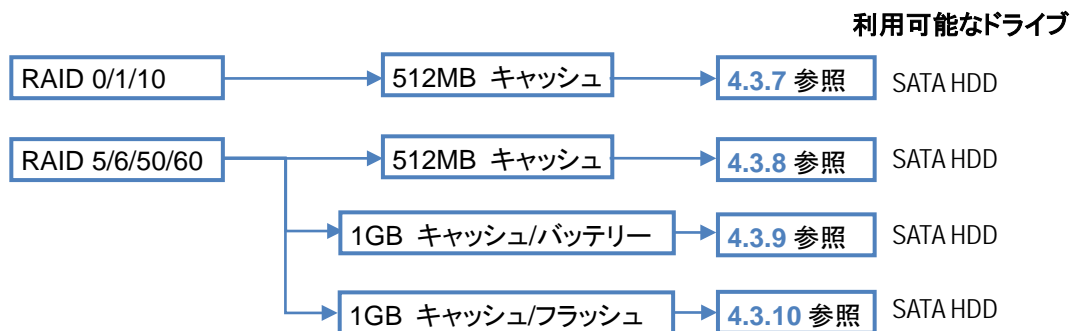 利用可能なドライブ
RAID 0/1/10 512MB キャッシュ 4.3.7 参照 SATA HDD
RAID 5/6/50/60 512MB キャッシュ 4.3.8 参照 SATA HDD
1GB キャッシュ/バッテリー 4.3.9 参照 SATA HDD
1GB キャッシュ/フラッシュ 4.3.10 参照 SATA HDD